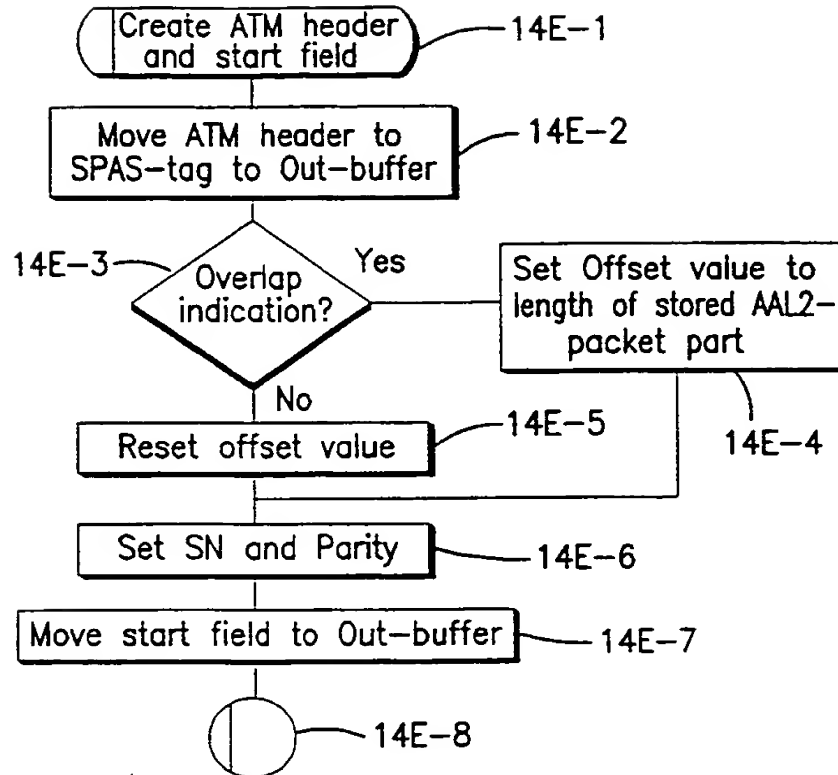 Create ATM header
and start field
14E-1
Move ATM header to
SPAS-tag to Out-buffer
14E-2
14E-3
Overlap
indication?
Yes
Set Offset value to
length of stored AAL2-
packet part
14E-4
No
Reset offset value
14E-5
Set SN and Parity
14E-6
Move start field to Out-buffer
14E-7
14E-8